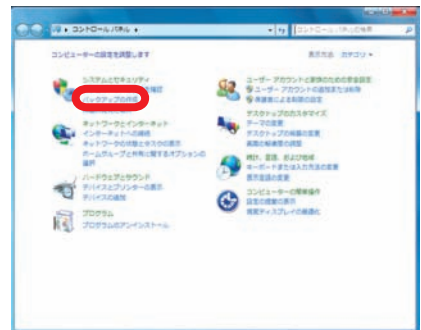 コントロール パネル
コントロール パネルの検索
コンピューターの設定を調整します
表示方法: カテゴリ
システムとセキュリティ
バックアップの作成
ネットワークとインターネット
インターネットへの接続
ネットワークの状態とタスクの表示
ホームグループと共有に関するオプションの
選択
ハードウェアとサウンド
デバイスとプリンターの表示
デバイスの追加
プログラム
プログラムのアンインストール
ユーザー アカウントと家族のための安全設定
ユーザー アカウントの追加または削除
保護者による制限の設定
デスクトップのカスタマイズ
テーマの変更
デスクトップの背景の変更
画面の解像度の調整
時計、言語、および地域
キーボードまたは入力方法の変更
表示言語の変更
コンピューターの簡単操作
設定の提案の表示
視覚ディスプレイの最適化